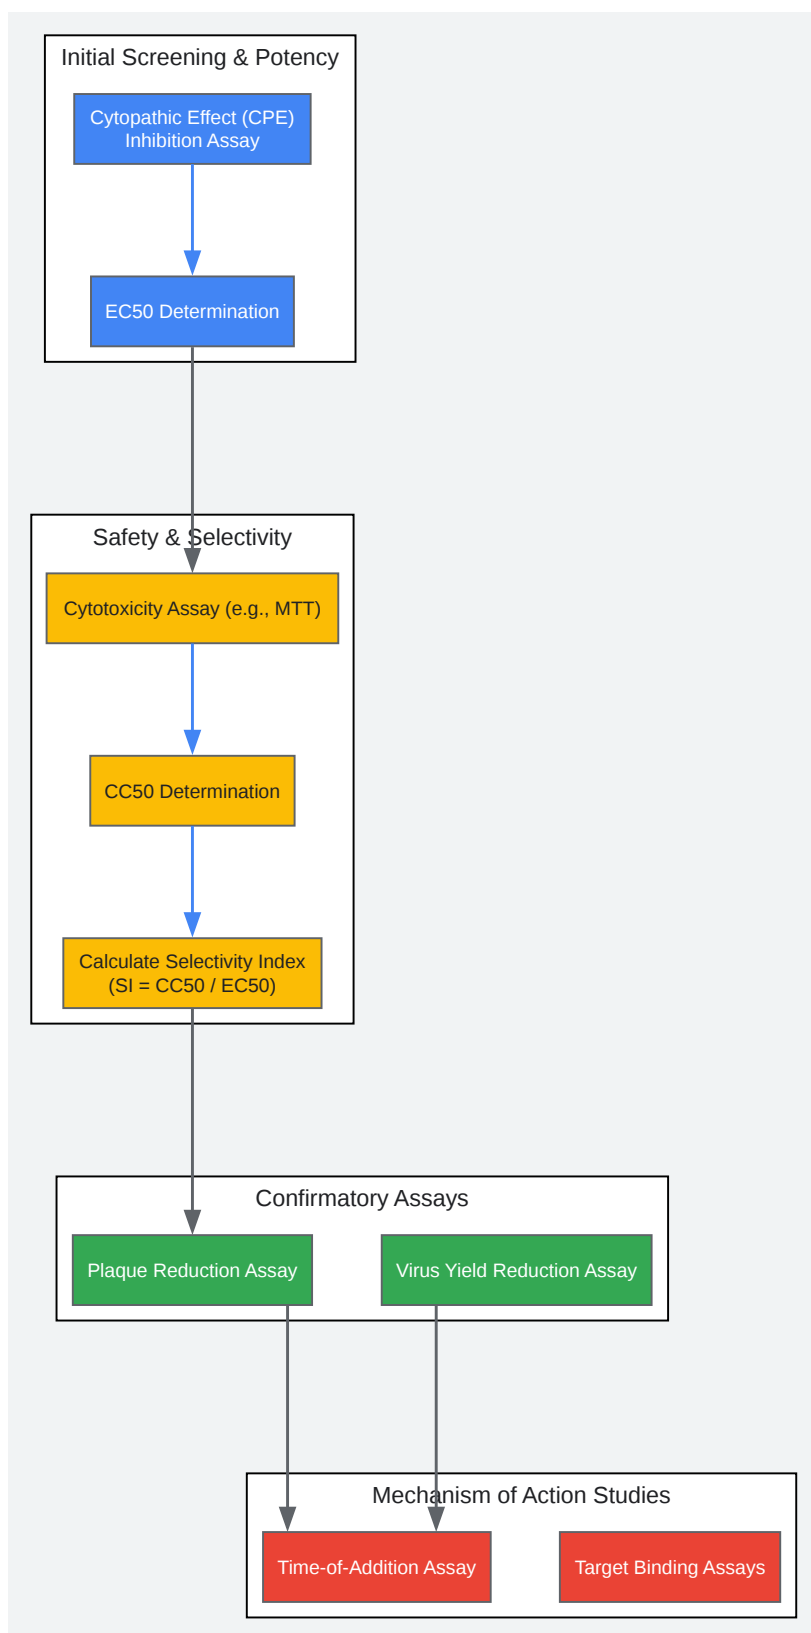 Initial Screening & Potency
Cytopathic Effect (CPE)
Inhibition Assay
EC50 Determination
Safety & Selectivity
Cytotoxicity Assay (e.g., MTT)
CC50 Determination
Calculate Selectivity Index
(SI = CC50 / EC50)
Confirmatory Assays
Plaque Reduction Assay
Virus Yield Reduction Assay
Mechanism of Action Studies
Time-of-Addition Assay
Target Binding Assays